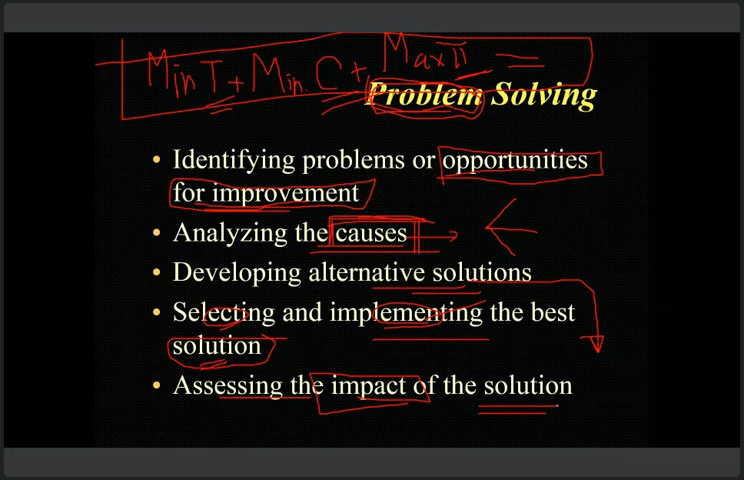 Min T + Min. C + Max π =
Problem Solving
• Identifying problems or opportunities
for improvement
• Analyzing the causes
• Developing alternative solutions
• Selecting and implementing the best
solution
• Assessing the impact of the solution